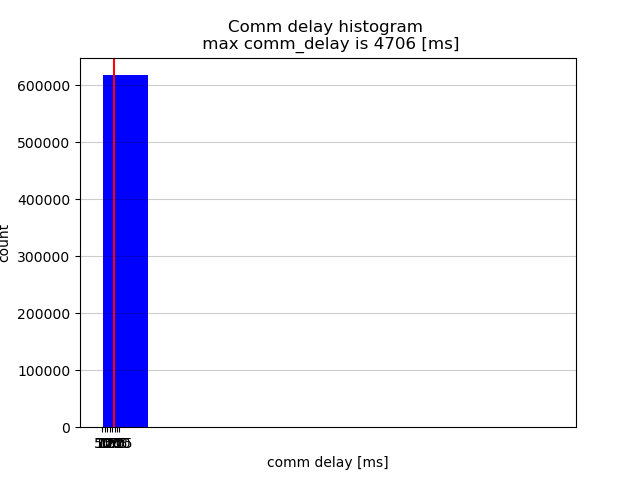 Comm delay histogram
max comm_delay is 4706 [ms]
600000
500000
400000
300000
200000
100000
0
count
comm delay [ms]